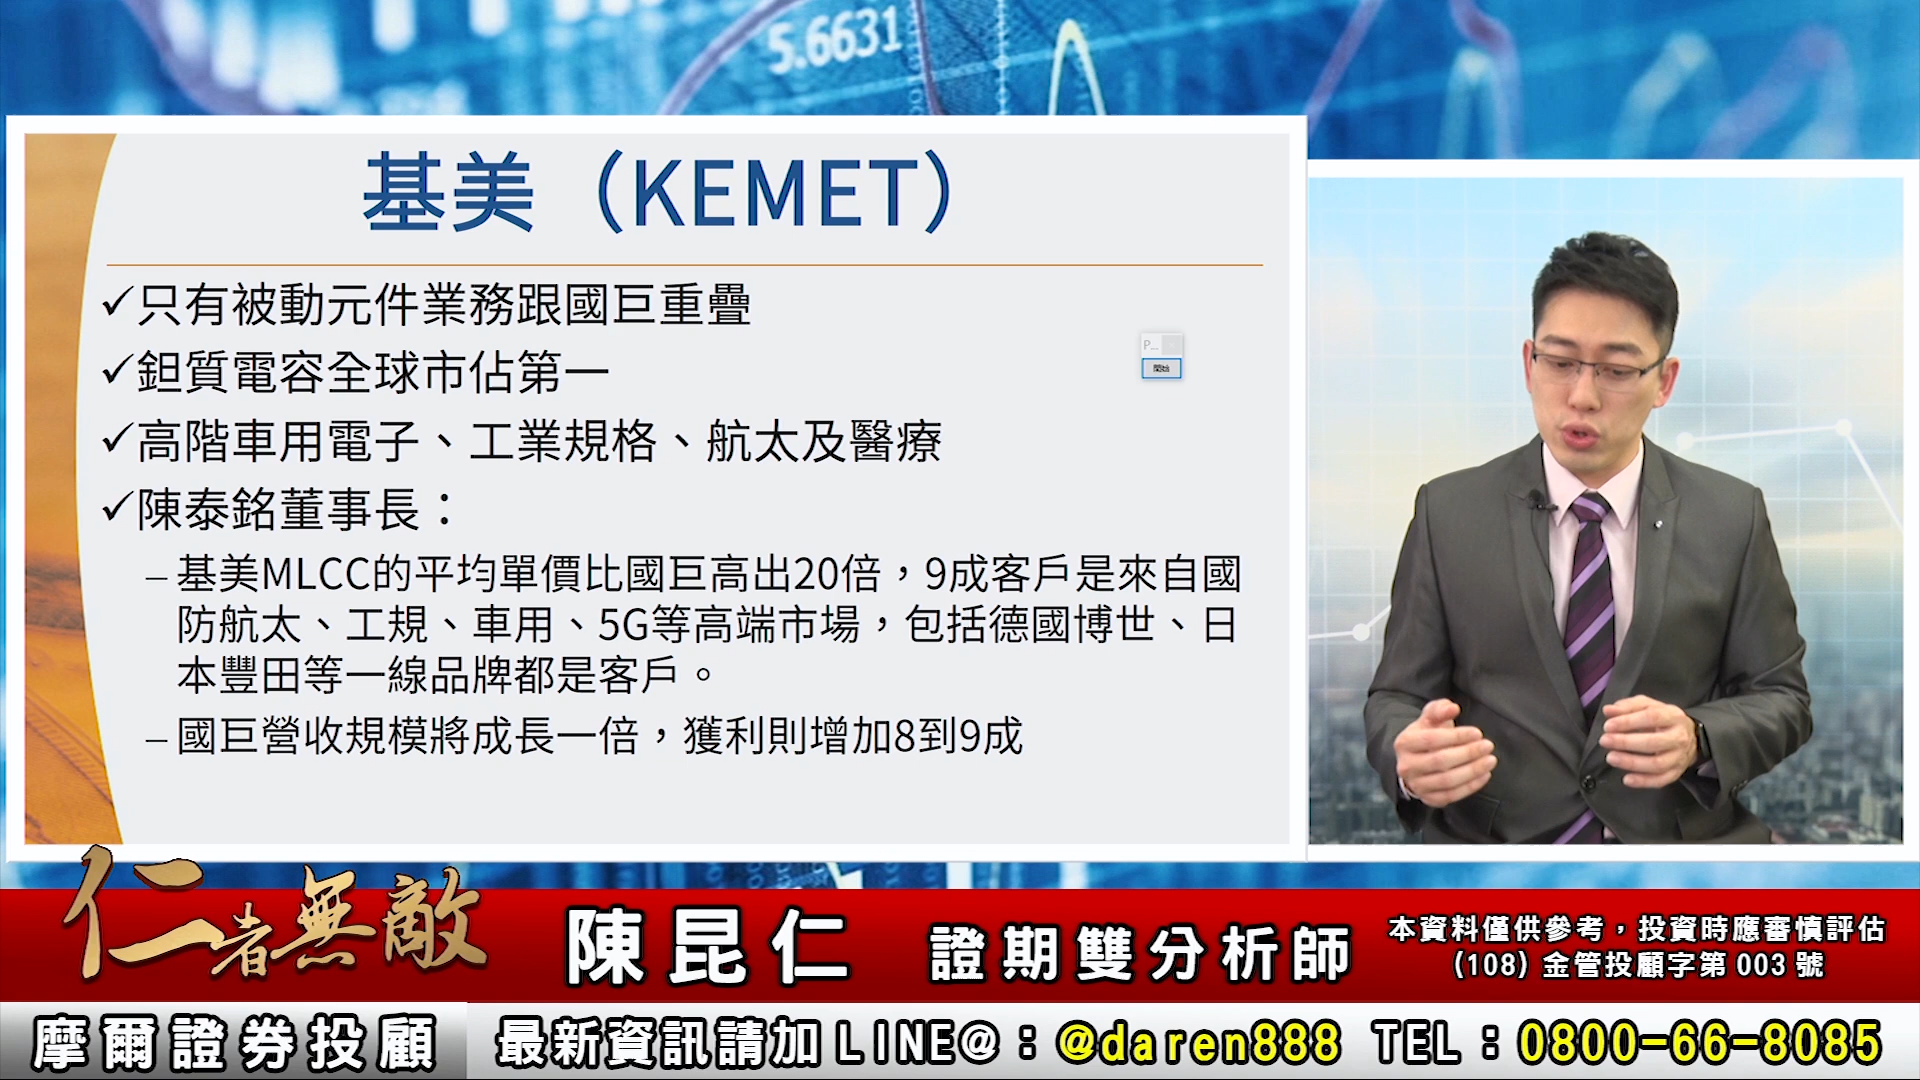 5.6631
基美（KEMET）
✓只有被動元件業務跟國巨重疊
✓鉭質電容全球市佔第一
✓高階車用電子、工業規格、航太及醫療
✓陳泰銘董事長：
–基美MLCC的平均單價比國巨高出20倍，9成客戶是來自國
防航太、工規、車用、5G等高端市場，包括德國博世、日
本豐田等一線品牌都是客戶。
–國巨營收規模將成長一倍，獲利則增加8到9成
P...
開始
仁者無敵
陳昆仁 證期雙分析師
本資料僅供參考，投資時應審慎評估
(108) 金管投顧字第 003 號
摩爾證券投顧
最新資訊請加LINE@：@daren888 TEL：0800-66-8085